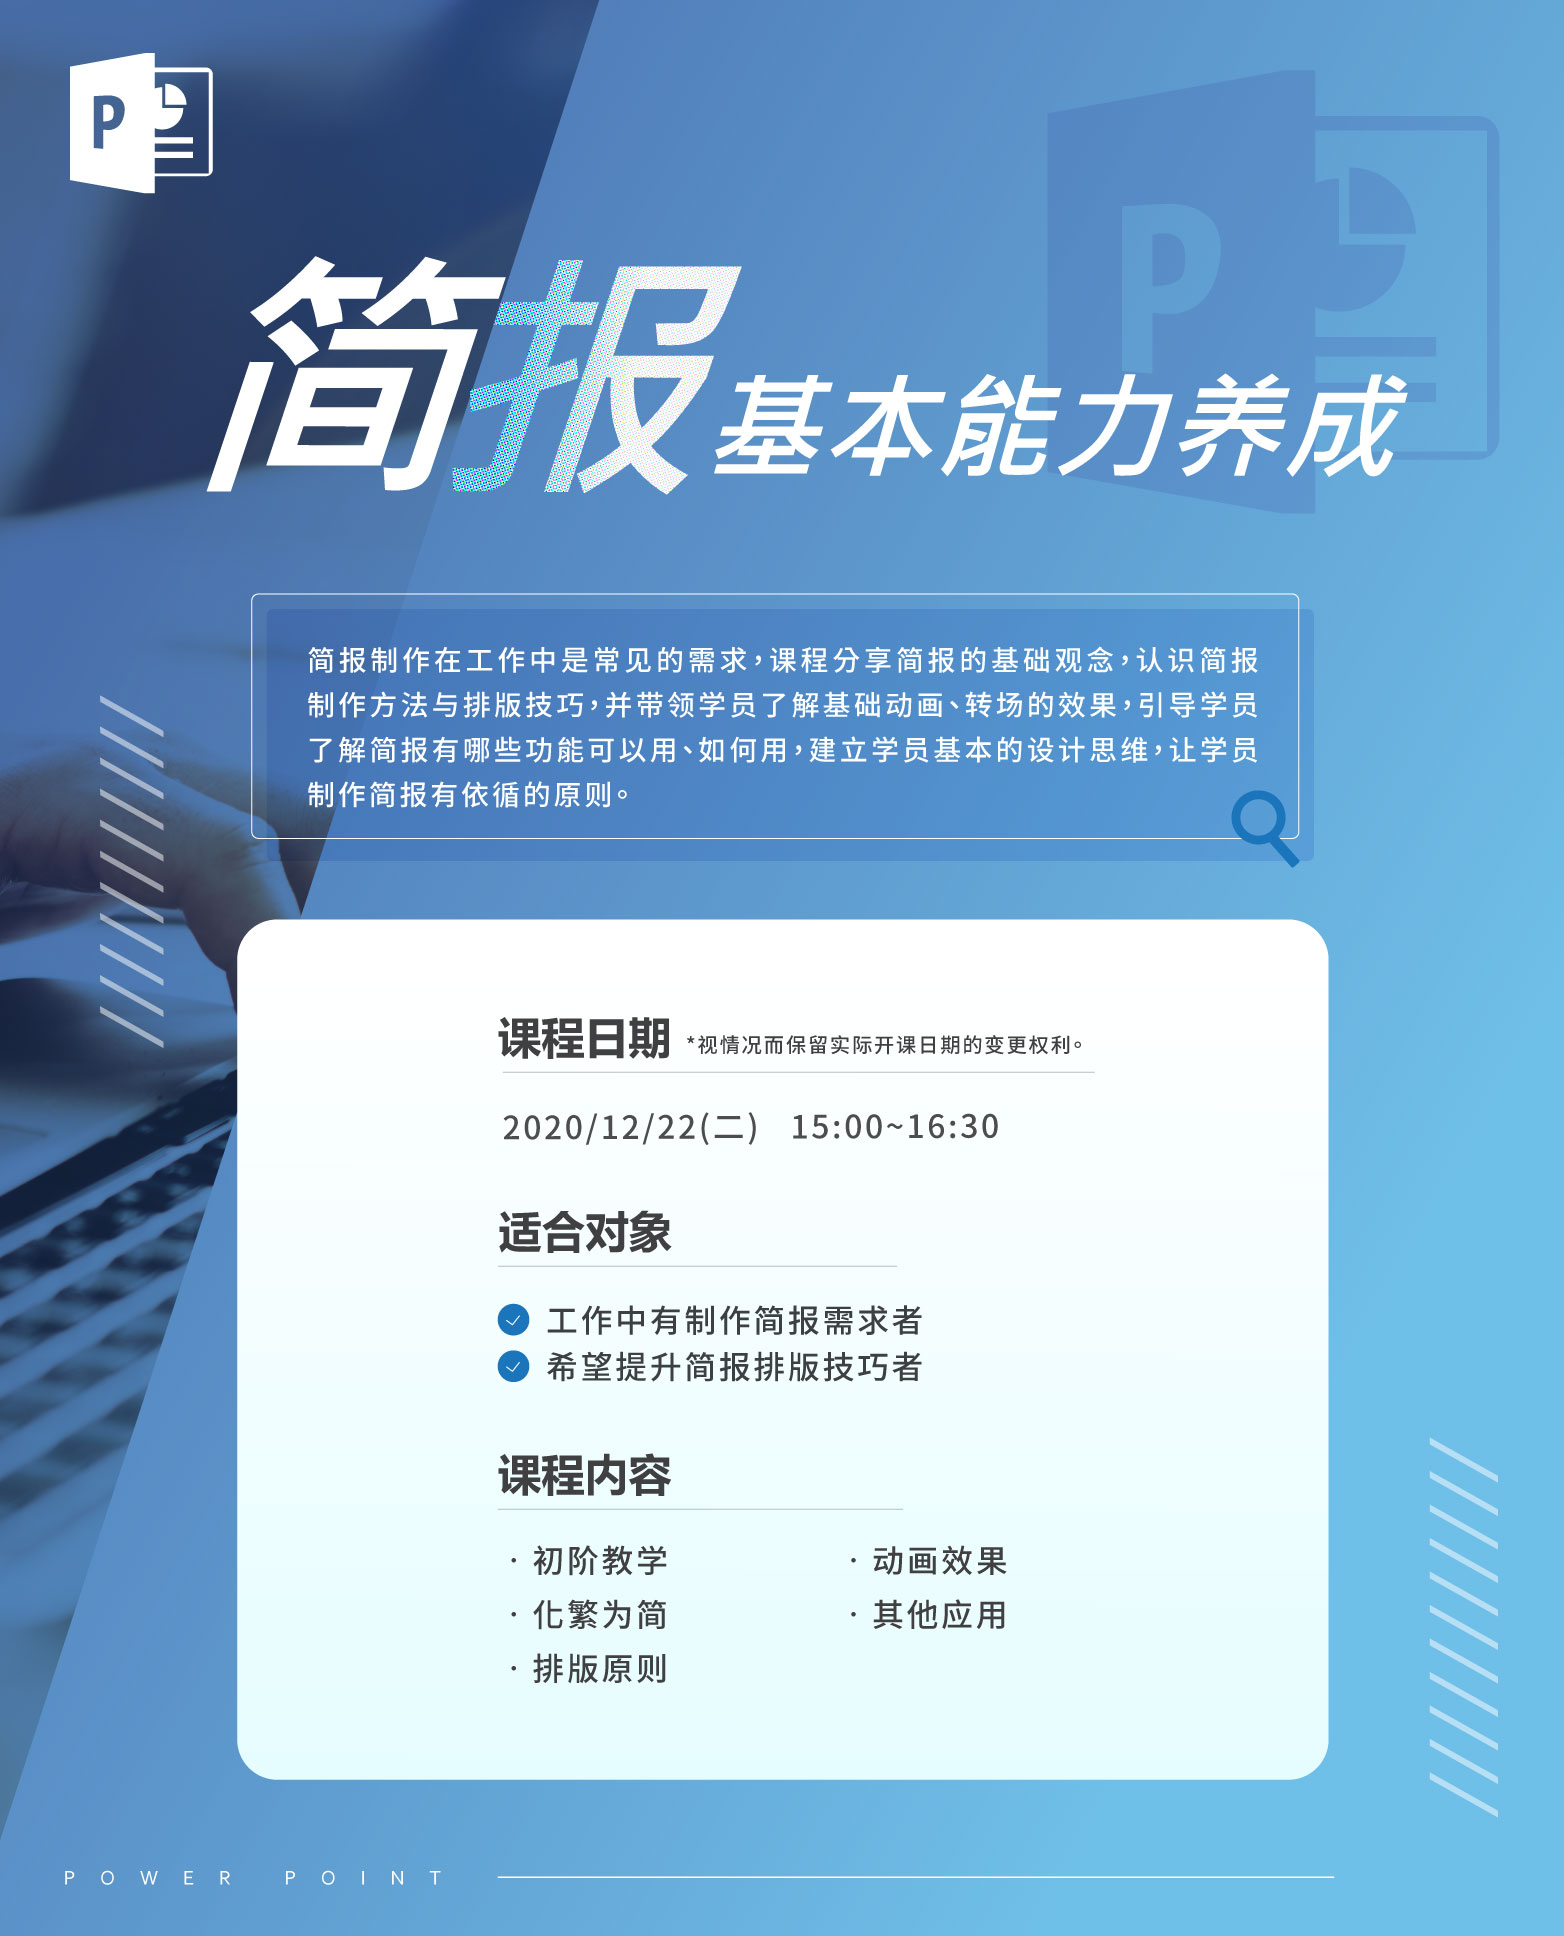 P
P
简报基本能力养成
简报制作在工作中是常见的需求，课程分享简报的基础观念，认识简报
制作方法与排版技巧，并带领学员了解基础动画、转场的效果，引导学员
了解简报有哪些功能可以用、如何用，建立学员基本的设计思维，让学员
制作简报有依循的原则。
课程日期 *视情况而保留实际开课日期的变更权利。
2020/12/22(二) 15:00~16:30
适合对象
工作中有制作简报需求者
希望提升简报排版技巧者
课程内容
· 初阶教学
· 化繁为简
· 排版原则
· 动画效果
· 其他应用
POWER POINT